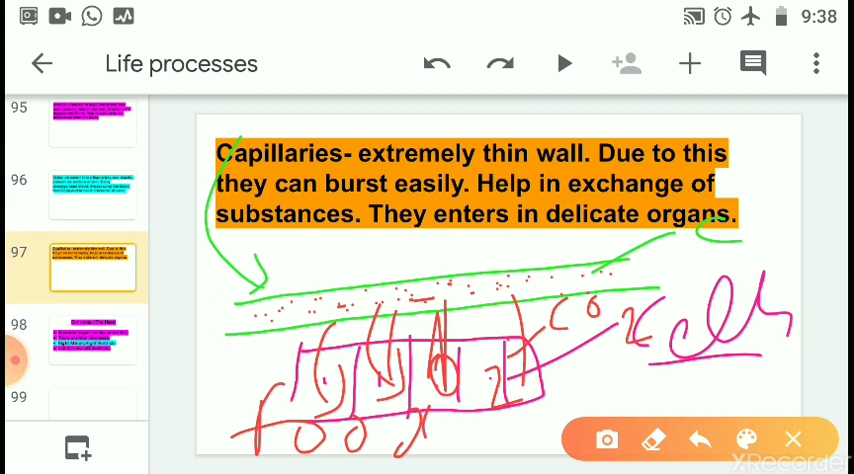 9:38
Life processes
95
96
97
98
99
Capillaries- extremely thin wall. Due to this
they can burst easily. Help in exchange of
substances. They enters in delicate organs.
CO2
cells
food
XRecorder